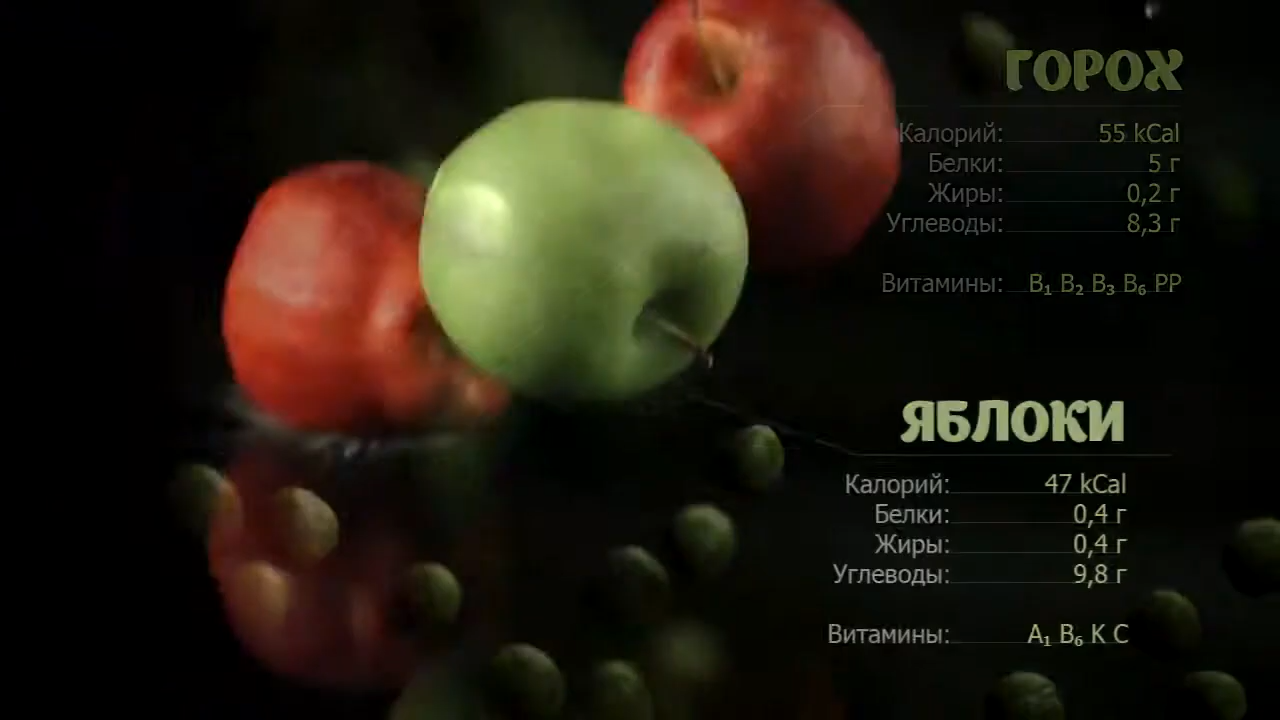 ГОРОХ
Калорий: 55 kCal
Белки: 5 г
Жиры: 0,2 г
Углеводы: 8,3 г
Витамины: B₁ B₂ B₃ B₆ PP
ЯБЛОКИ
Калорий: 47 kCal
Белки: 0,4 г
Жиры: 0,4 г
Углеводы: 9,8 г
Витамины: A₁ B₆ K C